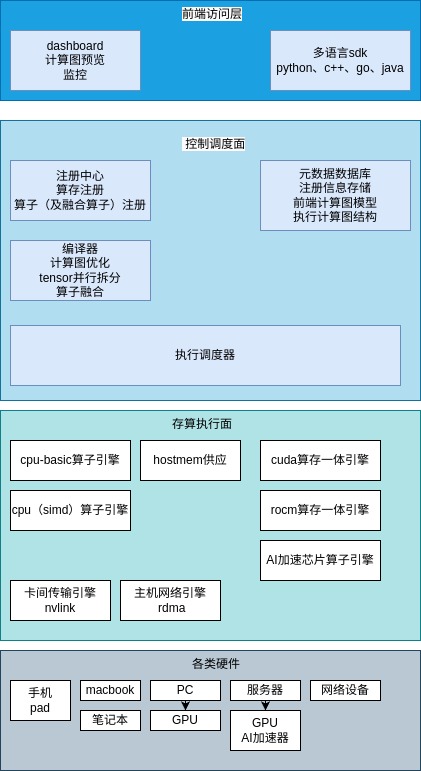 前端访问层
dashboard
计算图预览
监控
多语言sdk
python、c++、go、java
控制调度面
注册中心
算存注册
算子（及融合算子）注册
元数据数据库
注册信息存储
前端计算图模型
执行计算图结构
编译器
计算图优化
tensor并行拆分
算子融合
执行调度器
存算执行面
cpu-basic算子引擎
hostmem供应
cuda算存一体引擎
cpu（simd）算子引擎
rocm算存一体引擎
AI加速芯片算子引擎
卡间传输引擎
nvlink
主机网络引擎
rdma
各类硬件
手机
pad
macbook
PC
服务器
网络设备
笔记本
GPU
GPU
AI加速器